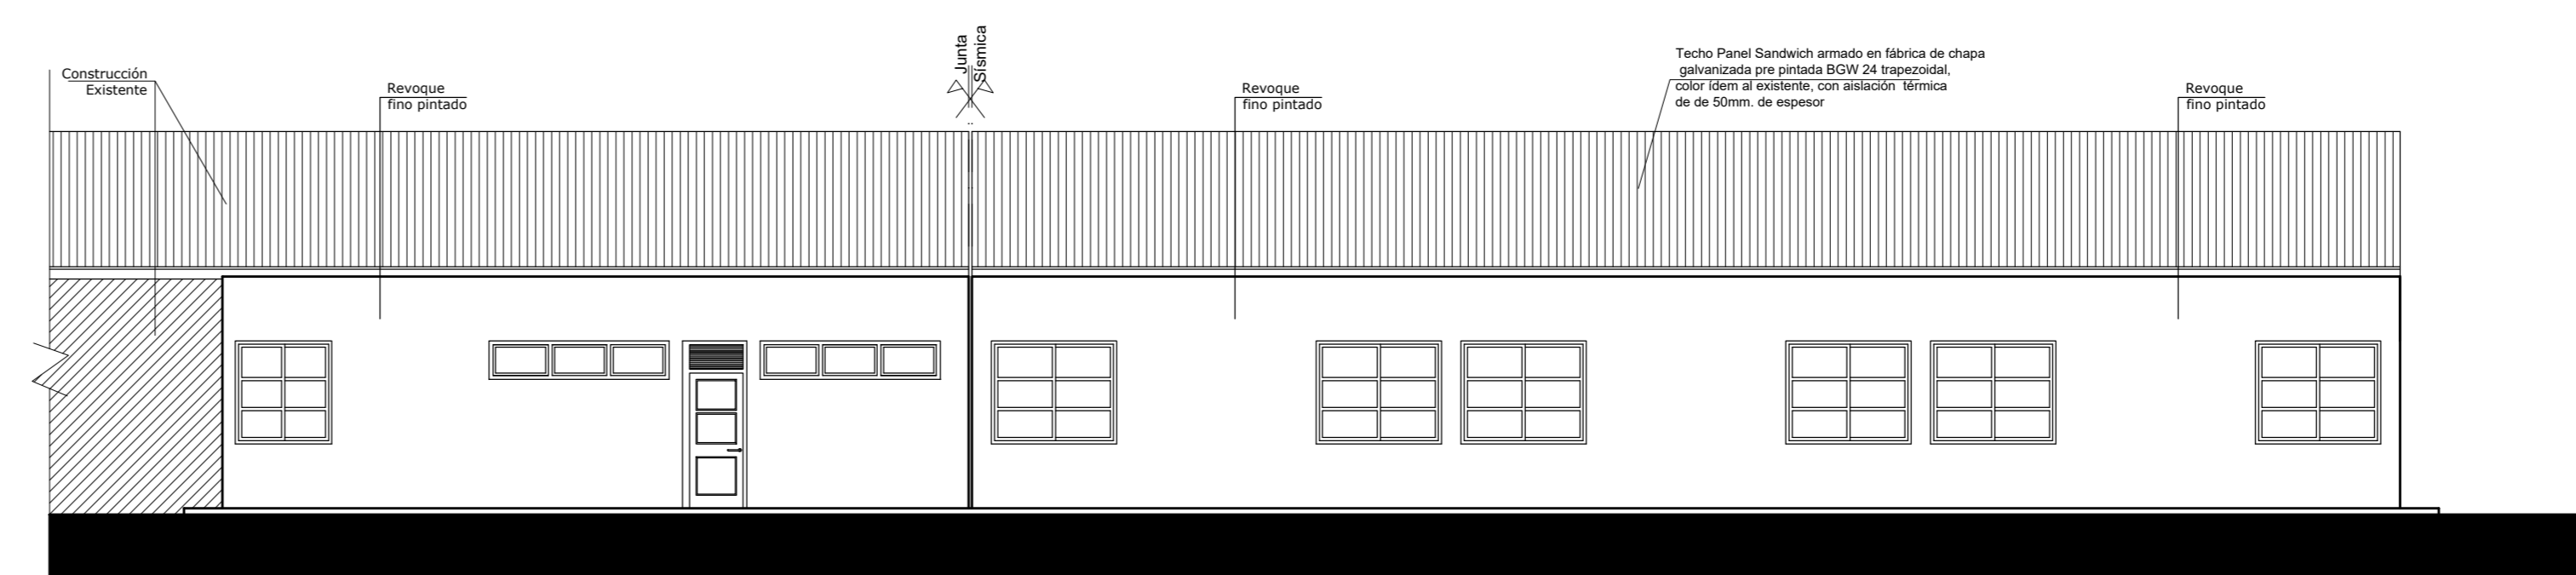 Construcción
Existente
Revoque
fino pintado
Junta
Sísmica
Revoque
fino pintado
Techo Panel Sandwich armado en fábrica de chapa
galvanizada pre pintada BGW 24 trapezoidal,
color ídem al existente, con aislación térmica
de de 50mm. de espesor
Revoque
fino pintado